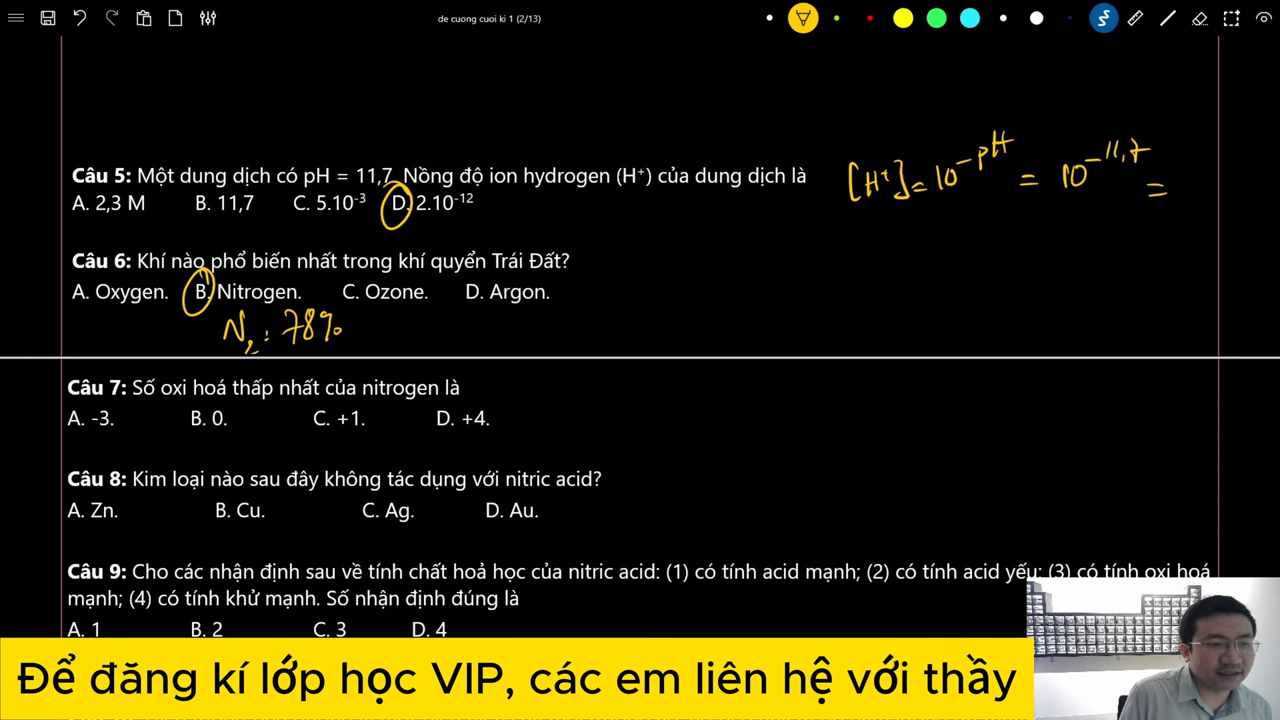 de cuong cuoi ki 1 (2/13)
Câu 5: Một dung dịch có pH = 11,7. Nồng độ ion hydrogen (H⁺) của dung dịch là
[H⁺] = 10⁻ᵖᴴ = 10⁻¹¹,⁷ =
A. 2,3 M B. 11,7 C. 5.10⁻³ D. 2.10⁻¹²
Câu 6: Khí nào phổ biến nhất trong khí quyển Trái Đất?
A. Oxygen. B. Nitrogen. C. Ozone. D. Argon.
N₂ : 78%
Câu 7: Số oxi hoá thấp nhất của nitrogen là
A. -3. B. 0. C. +1. D. +4.
Câu 8: Kim loại nào sau đây không tác dụng với nitric acid?
A. Zn. B. Cu. C. Ag. D. Au.
Câu 9: Cho các nhận định sau về tính chất hoá học của nitric acid: (1) có tính acid mạnh; (2) có tính acid yếu; (3) có tính oxi hoá
mạnh; (4) có tính khử mạnh. Số nhận định đúng là
A. 1 B. 2 C. 3 D. 4
Để đăng kí lớp học VIP, các em liên hệ với thầy